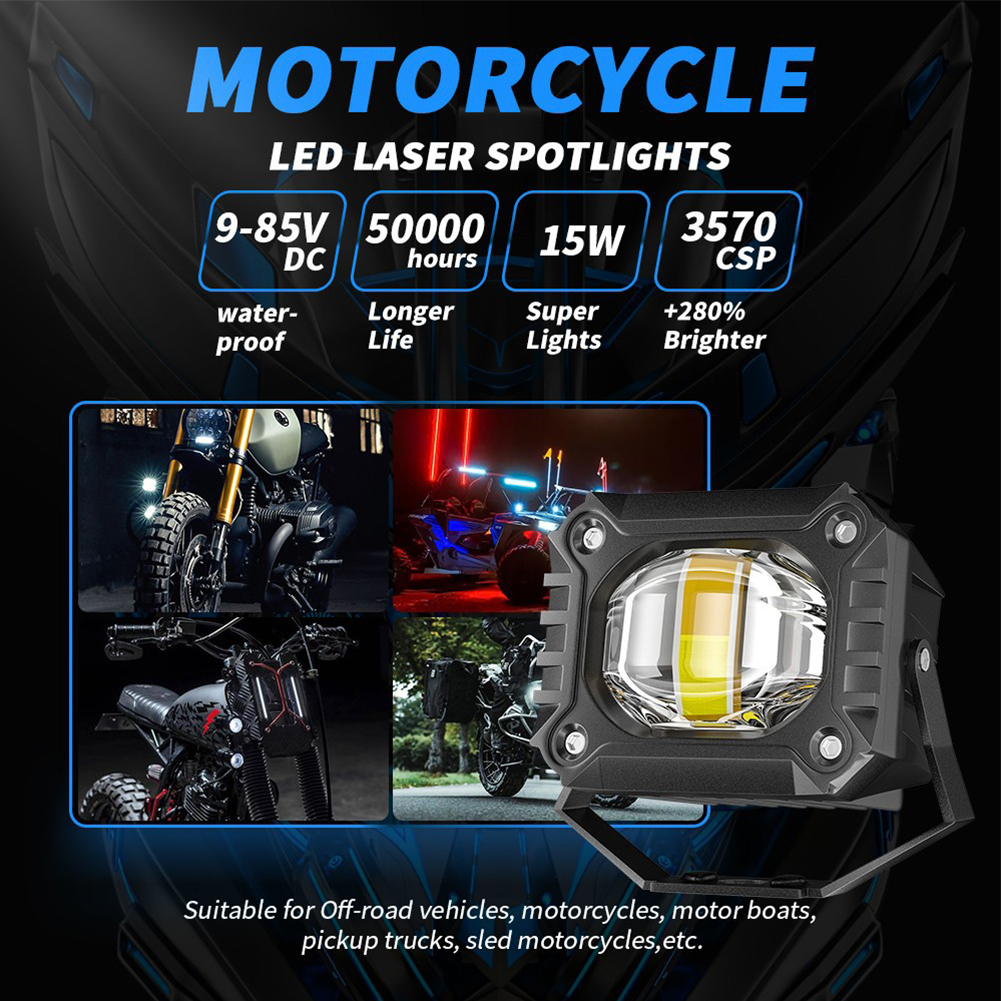 MOTORCYCLE
LED LASER SPOTLIGHTS
9-85V
DC
50000
hours
15W
3570
CSP
water-
proof
Longer
Life
Super
Lights
+280%
Brighter
Suitable for Off-road vehicles, motorcycles, motor boats,
pickup trucks, sled motorcycles,etc.